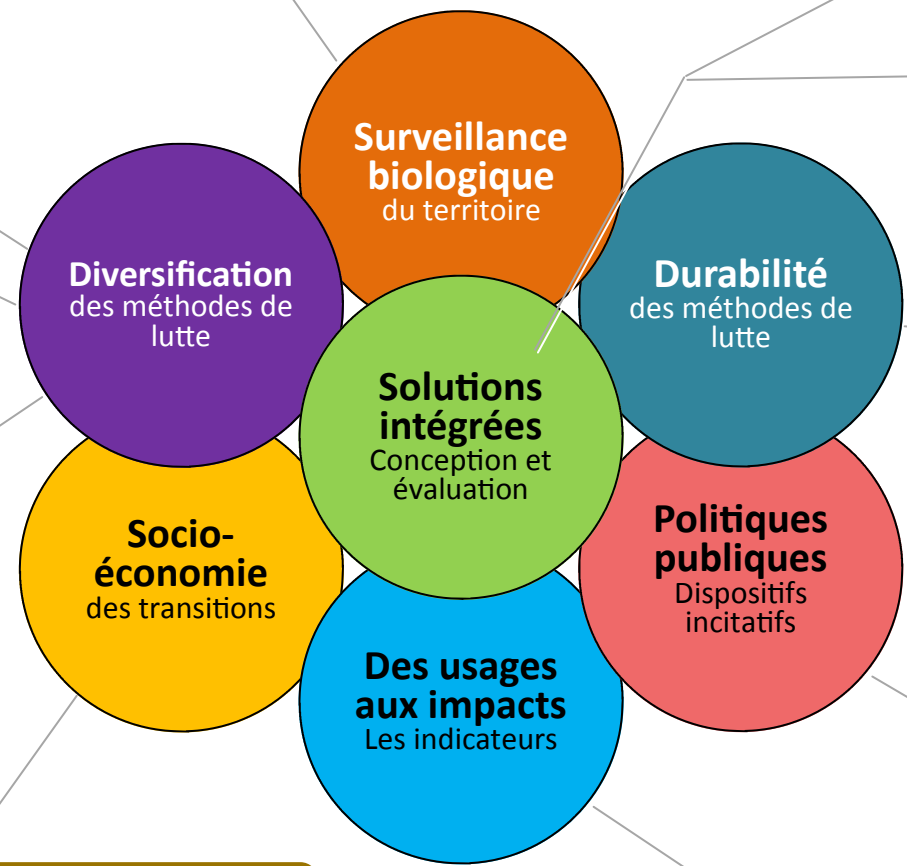 Surveillance
biologique
du territoire
Diversification
des méthodes de
lutte
Durabilité
des méthodes de
lutte
Solutions
intégrées
Conception et
évaluation
Socio-
économie
des transitions
Politiques
publiques
Dispositifs
incitatifs
Des usages
aux impacts
Les indicateurs